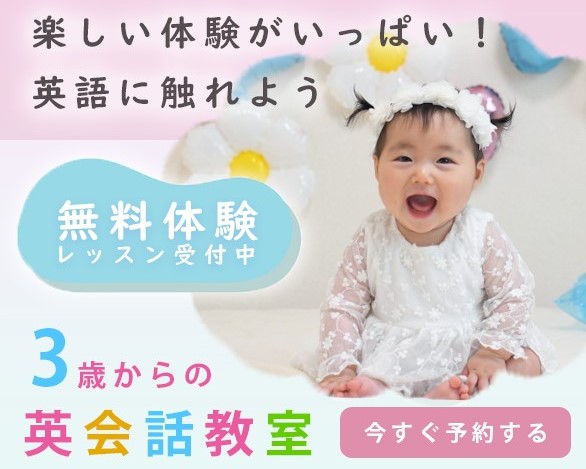 楽しい体験がいっぱい！
英語に触れよう
無料体験
レッスン受付中
3歳からの
英会話教室
今すぐ予約する